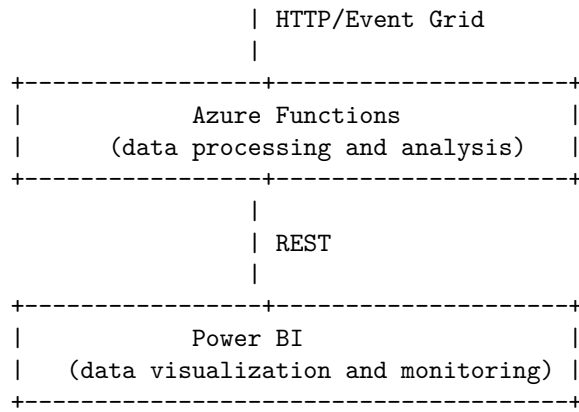 HTTP/Event Grid
Azure Functions
(data processing and analysis)
REST
Power BI
(data visualization and monitoring)